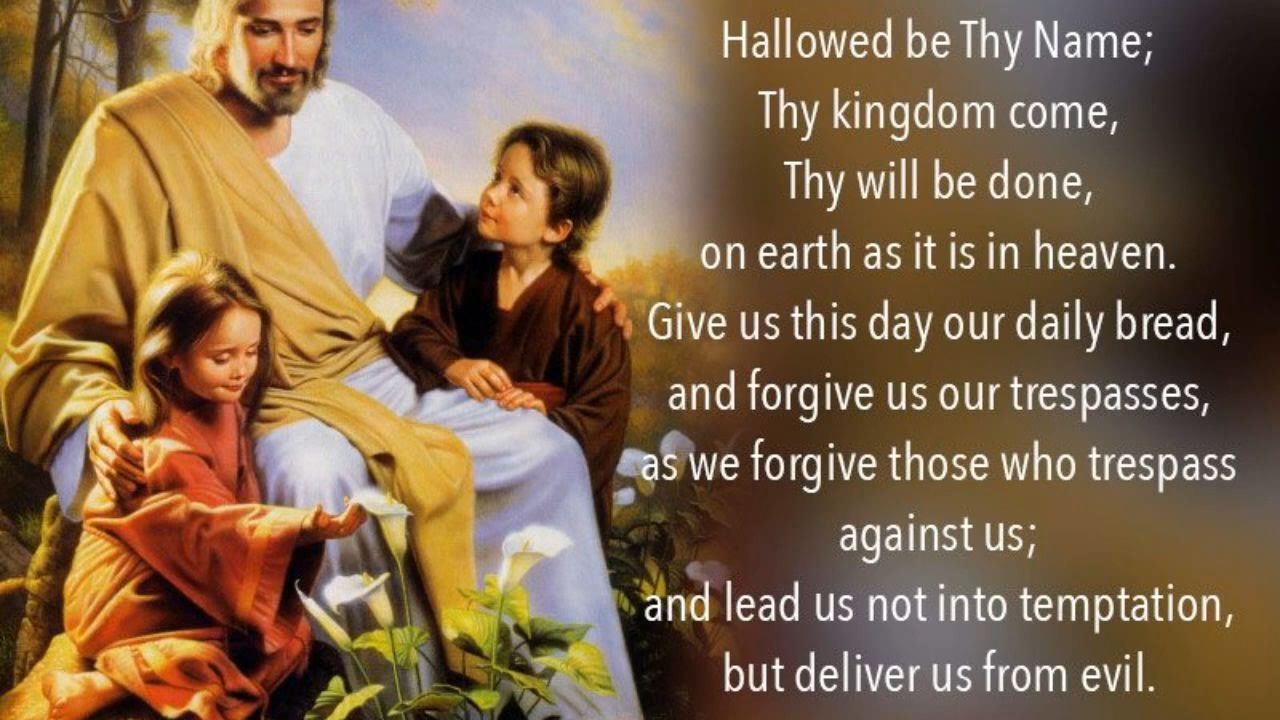 Hallowed be Thy Name;
Thy kingdom come,
Thy will be done,
on earth as it is in heaven.
Give us this day our daily bread,
and forgive us our trespasses,
as we forgive those who trespass
against us;
and lead us not into temptation,
but deliver us from evil.